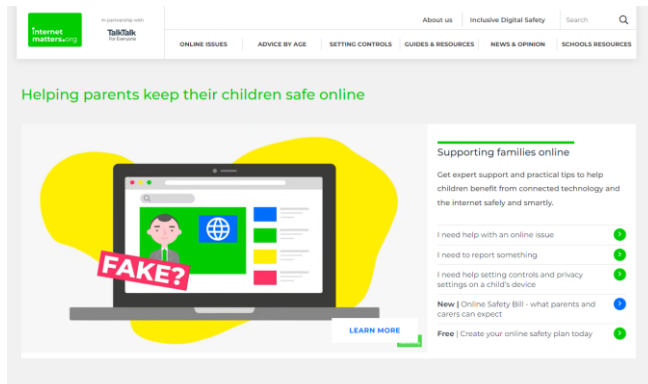 internet
matters.org
In partnership with
TalkTalk
For Everyone
About us
Inclusive Digital Safety
Search
ONLINE ISSUES
ADVICE BY AGE
SETTING CONTROLS
GUIDES & RESOURCES
NEWS & OPINION
SCHOOLS RESOURCES
Helping parents keep their children safe online
FAKE?
LEARN MORE
Supporting families online
Get expert support and practical tips to help
children benefit from connected technology and
the internet safely and smartly.
I need help with an online issue
I need to report something
I need help setting controls and privacy
settings on a child's device
New | Online Safety Bill - what parents and
carers can expect
Free | Create your online safety plan today